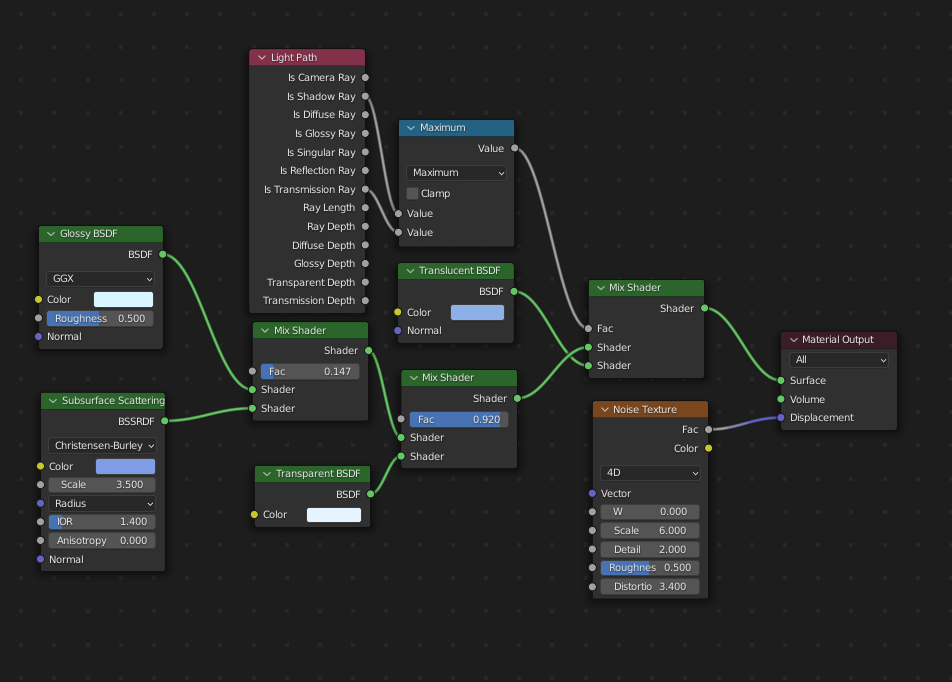 Light Path
Is Camera Ray
Is Shadow Ray
Is Diffuse Ray
Is Glossy Ray
Is Singular Ray
Is Reflection Ray
Is Transmission Ray
Ray Length
Ray Depth
Diffuse Depth
Glossy Depth
Transparent Depth
Transmission Depth
Maximum
Value
Maximum
Clamp
Value
Value
Glossy BSDF
BSDF
GGX
Color
Roughness 0.500
Normal
Translucent BSDF
BSDF
Color
Normal
Mix Shader
Shader
Fac
Shader
Shader
Material Output
All
Surface
Volume
Displacement
Mix Shader
Shader
Fac 0.147
Shader
Shader
Mix Shader
Shader
Fac 0.920
Shader
Shader
Subsurface Scattering
BSSRDF
Christensen-Burley
Color
Scale 3.500
Radius
IOR 1.400
Anisotropy 0.000
Normal
Transparent BSDF
BSDF
Color
Noise Texture
Fac
Color
4D
Vector
W 0.000
Scale 6.000
Detail 2.000
Roughnes 0.500
Distortio 3.400